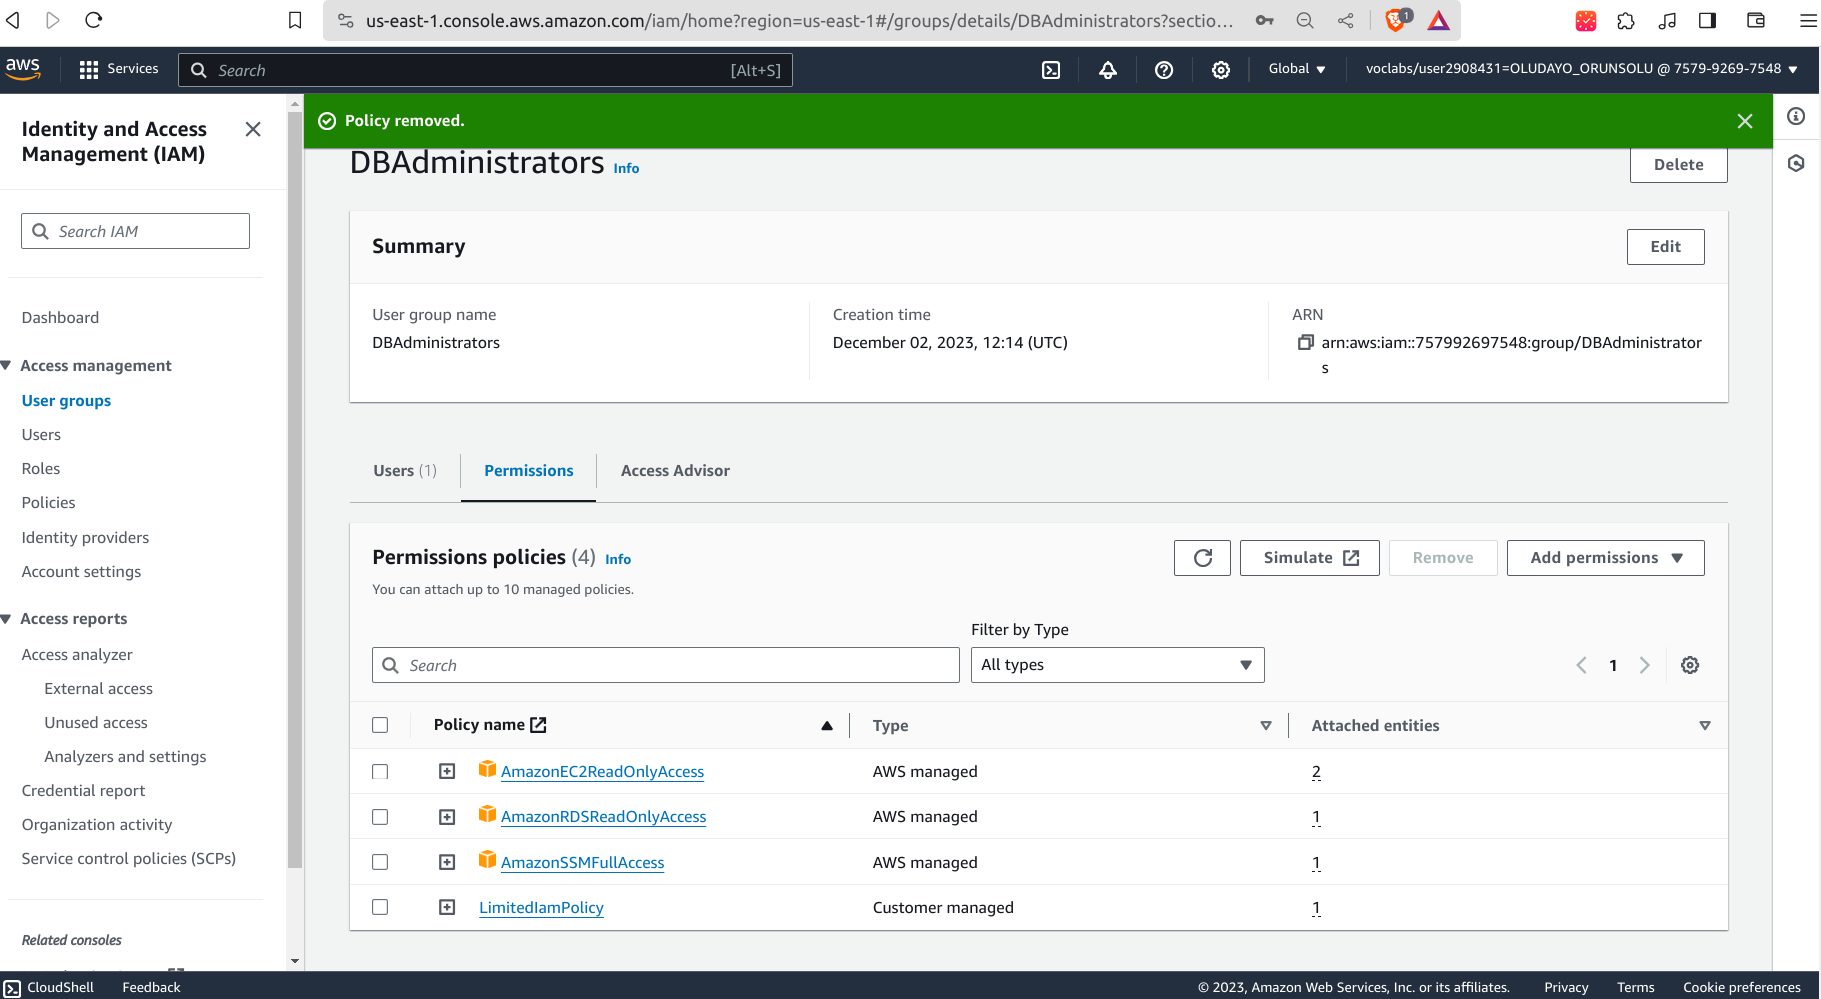 us-east-1.console.aws.amazon.com/iam/home?region=us-east-1#/groups/details/DBAdministrators?sectio...
1
aws
Services
Search
[Alt+S]
Global
voclabs/user2908431=OLUDAYO_ORUNSOLU @ 7579-9269-7548
Identity and Access
Management (IAM)
Search IAM
Dashboard
Access management
User groups
Users
Roles
Policies
Identity providers
Account settings
Access reports
Access analyzer
External access
Unused access
Analyzers and settings
Credential report
Organization activity
Service control policies (SCPs)
Related consoles
Policy removed.
DBAdministrators Info
Delete
Summary
Edit
User group name
DBAdministrators
Creation time
December 02, 2023, 12:14 (UTC)
ARN
arn:aws:iam::757992697548:group/DBAdministrator
s
Users (1)
Permissions
Access Advisor
Permissions policies (4) Info
You can attach up to 10 managed policies.
Simulate
Remove
Add permissions
Filter by Type
Search
All types
1
Policy name
Type
Attached entities
AmazonEC2ReadOnlyAccess
AWS managed
2
AmazonRDSReadOnlyAccess
AWS managed
1
AmazonSSMFullAccess
AWS managed
1
LimitedIamPolicy
Customer managed
1
CloudShell
Feedback
© 2023, Amazon Web Services, Inc. or its affiliates.
Privacy
Terms
Cookie preferences